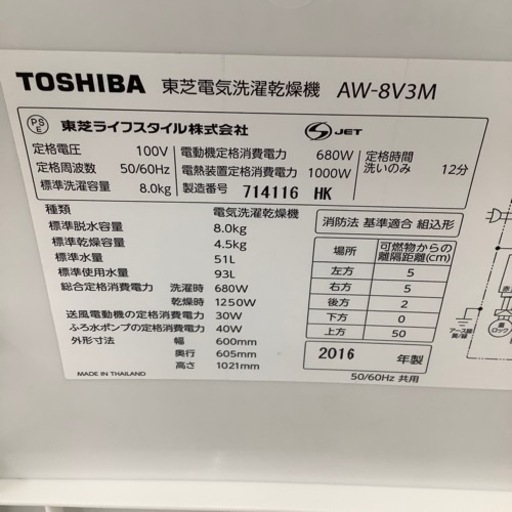 TOSHIBA 東芝電気洗濯乾燥機 AW-8V3M
PSE 東芝ライフスタイル株式会社 S JET
定格電圧 100V 電動機定格消費電力 680W 定格時間
定格周波数 50/60Hz 電熱装置定格消費電力 1000W 洗いのみ 12分
標準洗濯容量 8.0kg 製造番号 714116 HK
種類 電気洗濯乾燥機
標準脱水容量 8.0kg
標準乾燥容量 4.5kg
標準水量 51L
標準使用水量 93L
総合定格消費電力 洗濯時 680W
乾燥時 1250W
送風電動機の定格消費電力 30W
ふろ水ポンプの定格消費電力 40W
外形寸法 幅 600mm
奥行 605mm
高さ 1021mm
MADE IN THAILAND
消防法 基準適合 組込形
場所 可燃物からの離隔距離(cm)
左方 5
右方 5
後方 2
下方 0
上方 50
2016 年製
50/60Hz 共用
アース線
ロック